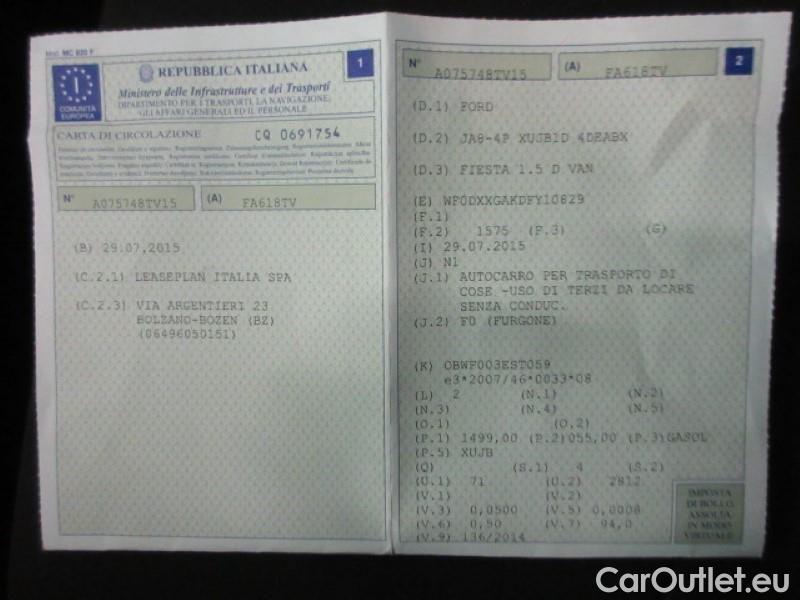 Mod. MC 820 F
COMUNITÀ
EUROPEA
I
REPUBBLICA ITALIANA
1
Ministero delle Infrastrutture e dei Trasporti
DIPARTIMENTO PER I TRASPORTI, LA NAVIGAZIONE,
GLI AFFARI GENERALI ED IL PERSONALE
CARTA DI CIRCOLAZIONE CQ 0691754
N° A075748TV15 (A) FA618TV
(B) 29.07.2015
(C.2.1) LEASEPLAN ITALIA SPA
(C.2.3) VIA ARGENTIERI 23
BOLZANO-BOZEN (BZ)
(06496050151)
N° A075748TV15 (A) FA618TV 2
(D.1) FORD
(D.2) JA8-4P XUJB1D 4DEABX
(D.3) FIESTA 1.5 D VAN
(E) WF0DXXGAKDFY10829
(F.1)
(F.2) 1575 (F.3) (G)
(I) 29.07.2015
(J) N1
(J.1) AUTOCARRO PER TRASPORTO DI
COSE -USO DI TERZI DA LOCARE
SENZA CONDUC.
(J.2) F0 (FURGONE)
(K) OBWF003EST059
e3*2007/46*0033*08
(L) 2 (N.1) (N.2)
(N.3) (N.4) (N.5)
(O.1) (O.2)
(P.1) 1499,00 (P.2)055,00 (P.3)GASOL
(P.5) XUJB
(Q) (S.1) 4 (S.2)
(U.1) 71 (U.2) 2812
(V.1) (V.2)
(V.3) 0,0500 (V.5) 0,0008
(V.6) 0,50 (V.7) 94,0
(V.9) 136/2014
IMPOSTA
DI BOLLO
ASSOLTA
IN MODO
VIRTUALE
CarOutlet.eu